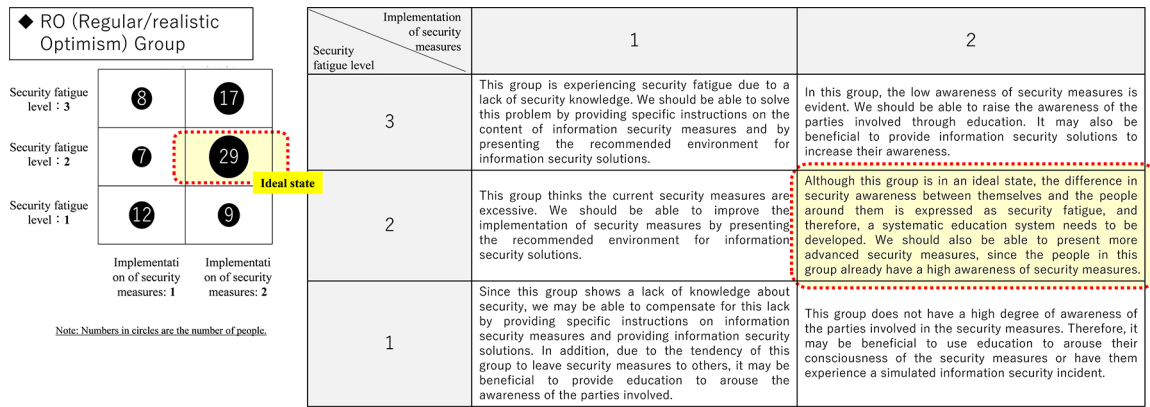 ◆ RO (Regular/realistic
Optimism) Group
Security fatigue
level：3
8
17
Security fatigue
level：2
7
29
Ideal state
Security fatigue
level：1
12
9
Implementati
on of security
measures: 1
Implementati
on of security
measures: 2
Note: Numbers in circles are the number of people.
Implementation
of security
measures
Security
fatigue level
1
2
3
This group is experiencing security fatigue due to a
lack of security knowledge. We should be able to solve
this problem by providing specific instructions on the
content of information security measures and by
presenting the recommended environment for
information security solutions.
In this group, the low awareness of security measures is
evident. We should be able to raise the awareness of the
parties involved through education. It may also be
beneficial to provide information security solutions to
increase their awareness.
2
This group thinks the current security measures are
excessive. We should be able to improve the
implementation of security measures by presenting
the recommended environment for information
security solutions.
Although this group is in an ideal state, the difference in
security awareness between themselves and the people
around them is expressed as security fatigue, and
therefore, a systematic education system needs to be
developed. We should also be able to present more
advanced security measures, since the people in this
group already have a high awareness of security measures.
1
Since this group shows a lack of knowledge about
security, we may be able to compensate for this lack
by providing specific instructions on information
security measures and providing information security
solutions. In addition, due to the tendency of this
group to leave security measures to others, it may be
beneficial to provide education to arouse the
awareness of the parties involved.
This group does not have a high degree of awareness of
the parties involved in the security measures. Therefore, it
may be beneficial to use education to arouse their
consciousness of the security measures or have them
experience a simulated information security incident.